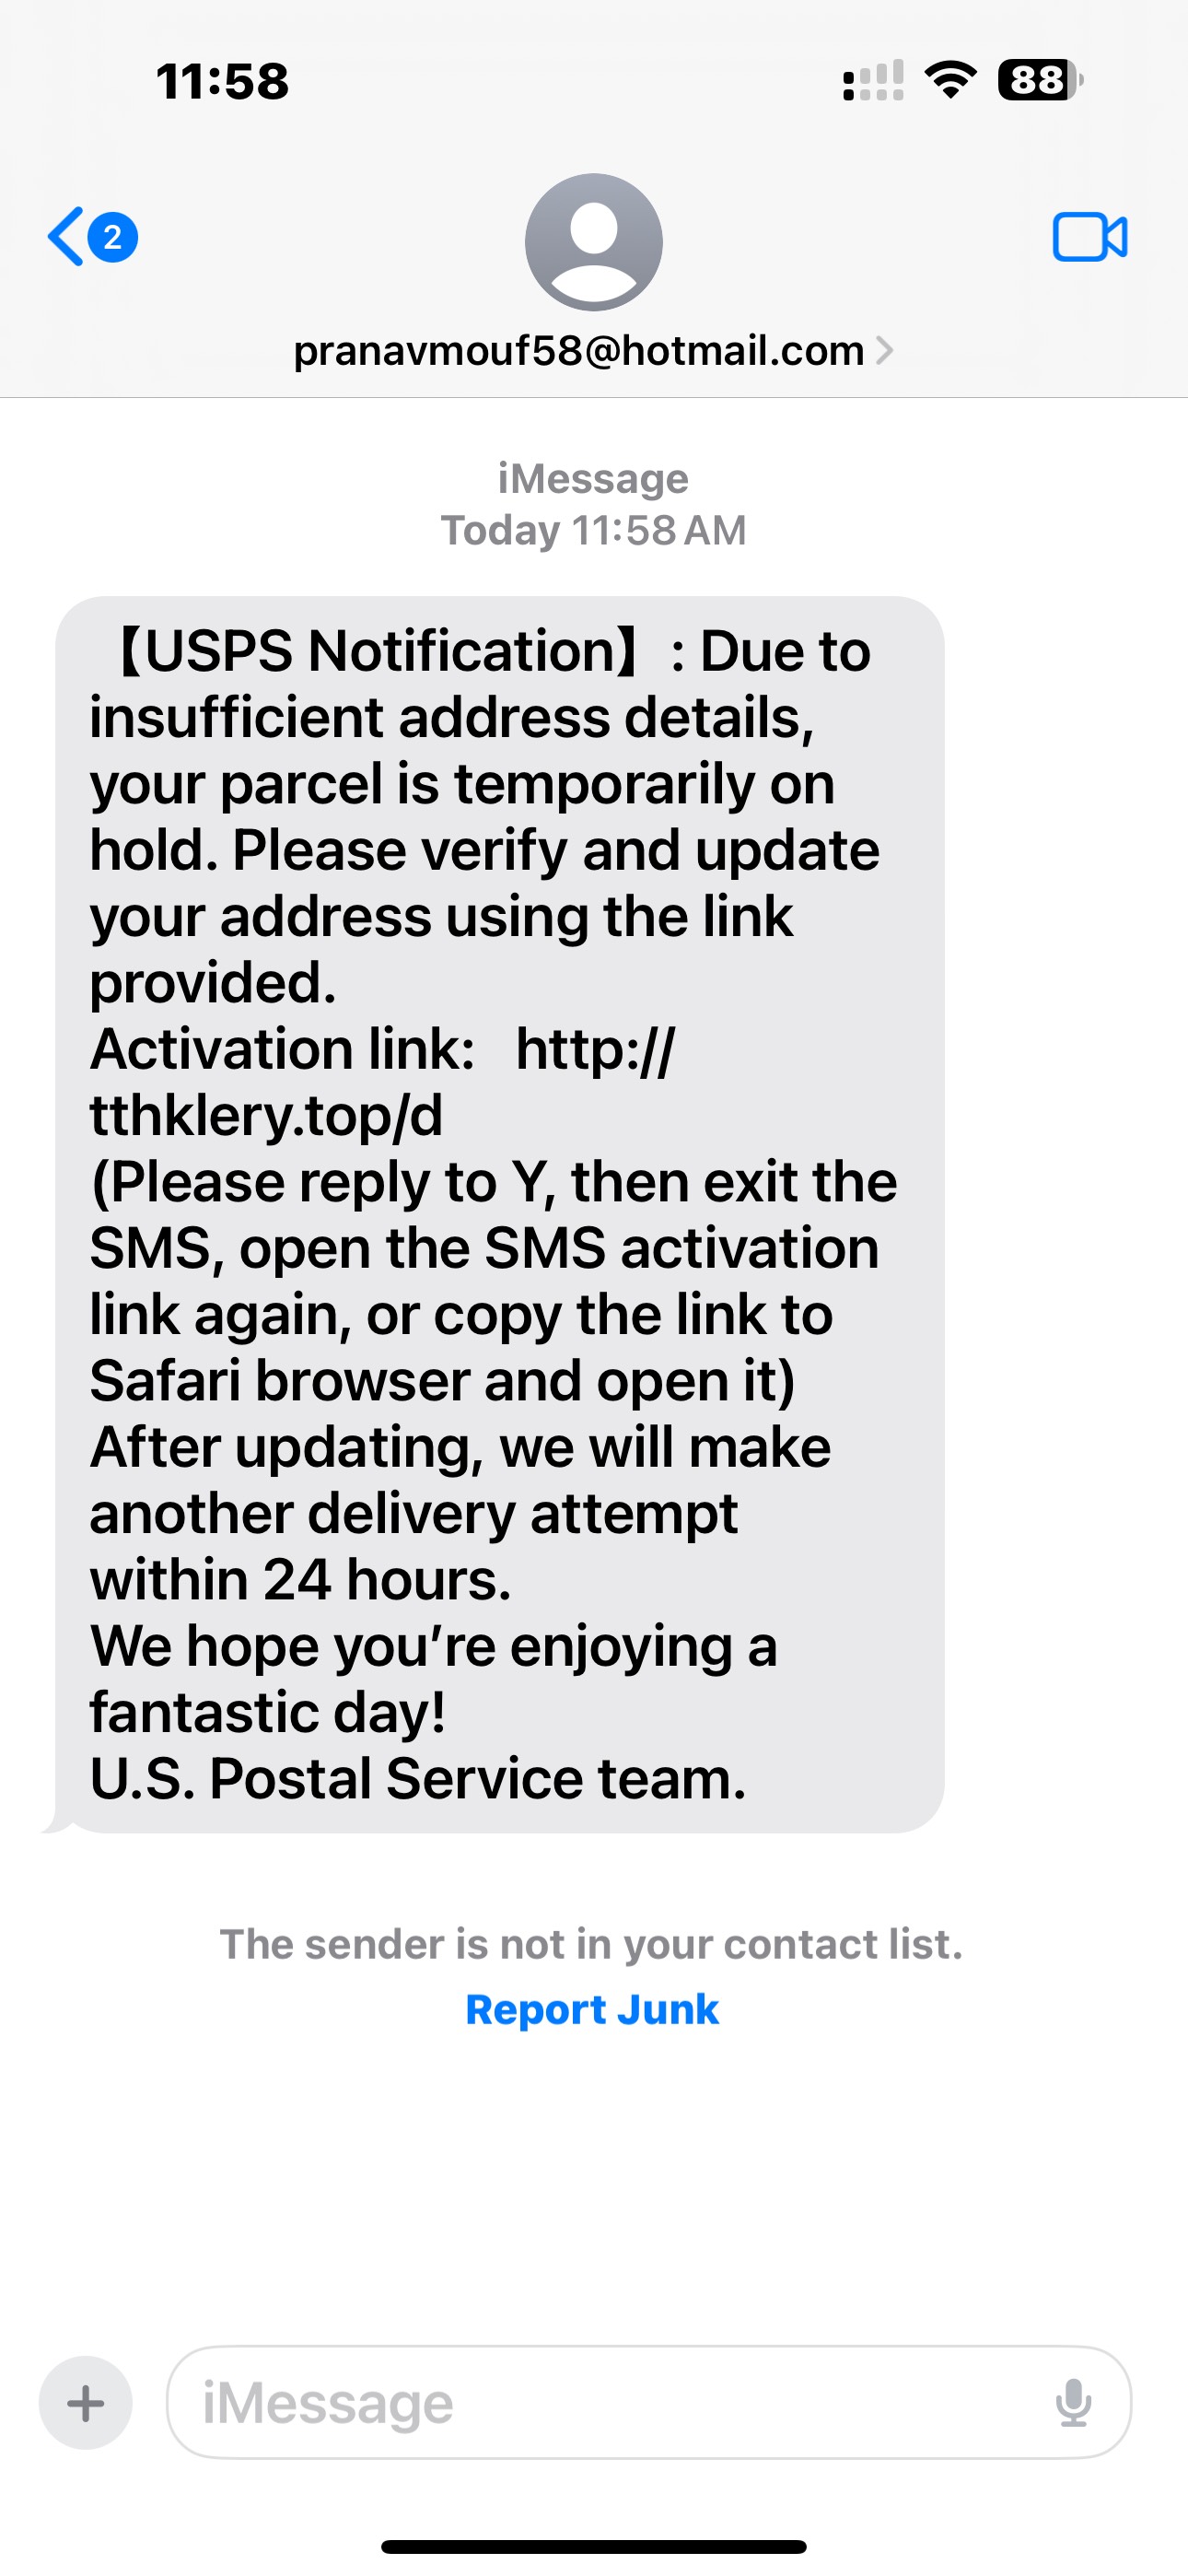 11:58
88
2
pranavmouf58@hotmail.com
iMessage
Today 11:58 AM
【USPS Notification】: Due to
insufficient address details,
your parcel is temporarily on
hold. Please verify and update
your address using the link
provided.
Activation link:   http://
tthklery.top/d
(Please reply to Y, then exit the
SMS, open the SMS activation
link again, or copy the link to
Safari browser and open it)
After updating, we will make
another delivery attempt
within 24 hours.
We hope you’re enjoying a
fantastic day!
U.S. Postal Service team.
The sender is not in your contact list.
Report Junk
iMessage